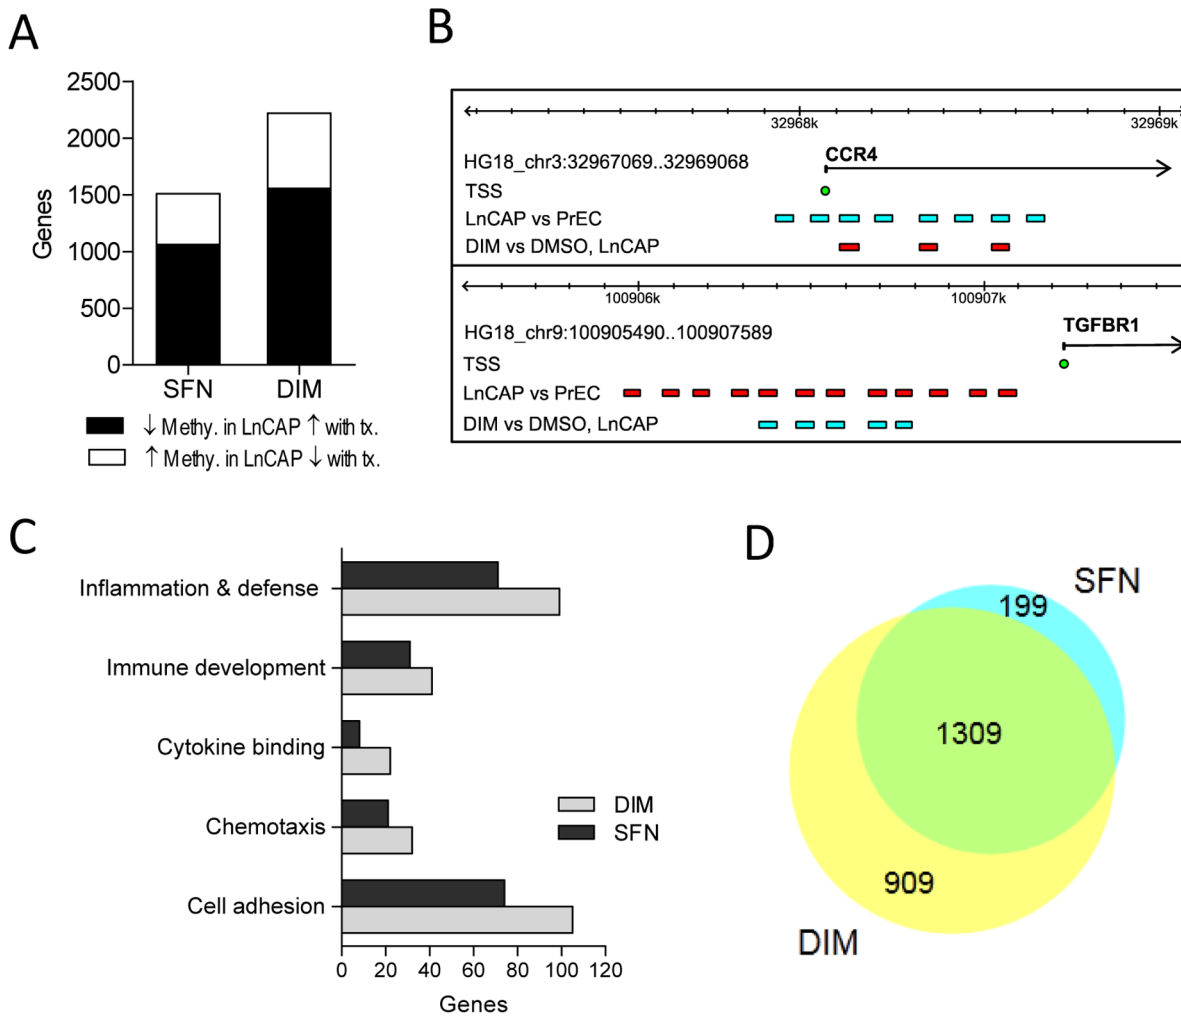 A
2500
2000
1500
1000
500
0
Genes
SFN
DIM
↓ Methy. in LnCAP ↑ with tx.
↑ Methy. in LnCAP ↓ with tx.
B
32968k
32969k
HG18_chr3:32967069..32969068
CCR4
TSS
LnCAP vs PrEC
DIM vs DMSO, LnCAP
100906k
100907k
HG18_chr9:100905490..100907589
TGFBR1
TSS
LnCAP vs PrEC
DIM vs DMSO, LnCAP
C
Inflammation & defense
Immune development
Cytokine binding
Chemotaxis
Cell adhesion
DIM
SFN
0 20 40 60 80 100 120
Genes
D
SFN
199
1309
909
DIM